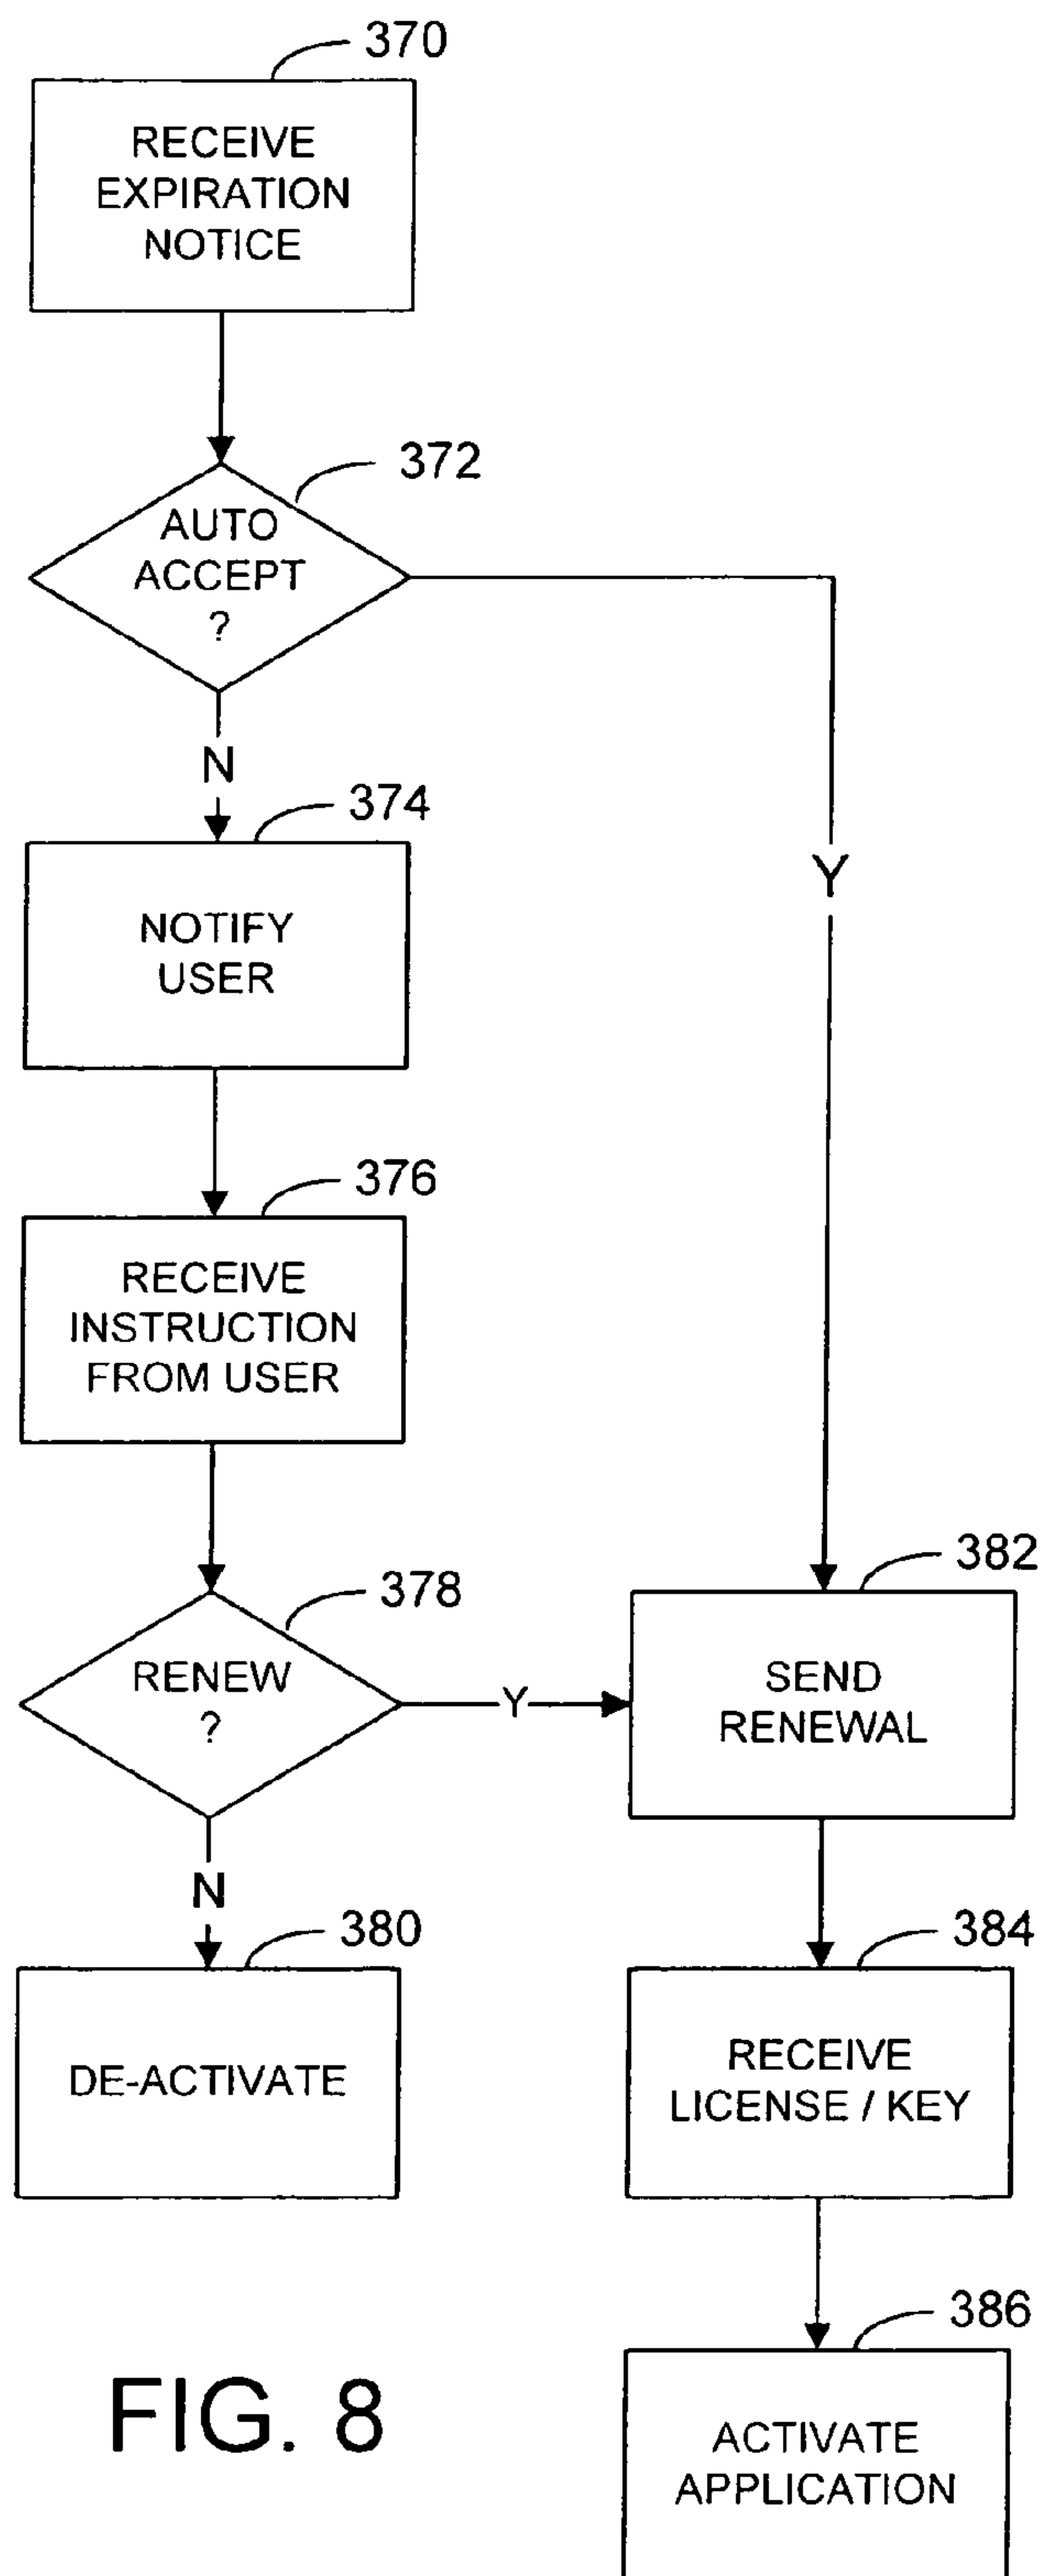 370
RECEIVE
EXPIRATION
NOTICE
372
AUTO
ACCEPT
?
N
Y
374
NOTIFY
USER
376
RECEIVE
INSTRUCTION
FROM USER
378
RENEW
?
Y
N
382
SEND
RENEWAL
380
DE-ACTIVATE
384
RECEIVE
LICENSE / KEY
386
ACTIVATE
APPLICATION
FIG. 8